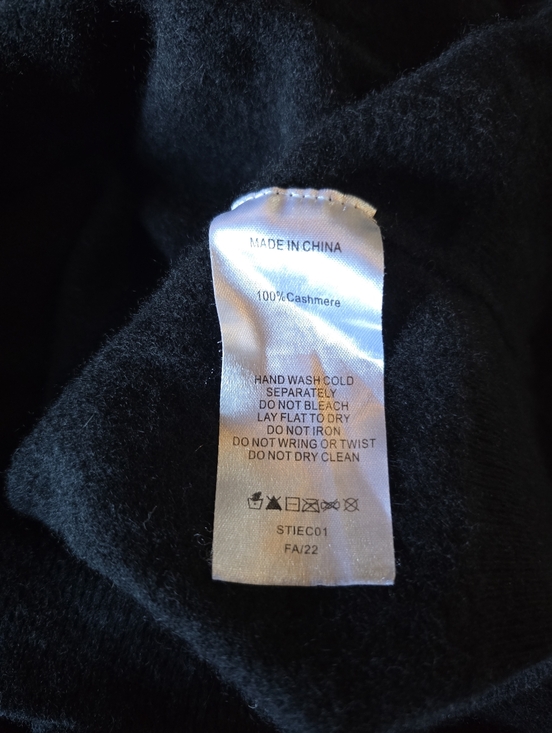 MADE IN CHINA
100%Cashmere
HAND WASH COLD
SEPARATELY
DO NOT BLEACH
LAY FLAT TO DRY
DO NOT IRON
DO NOT WRING OR TWIST
DO NOT DRY CLEAN
STIEC01
FA/22